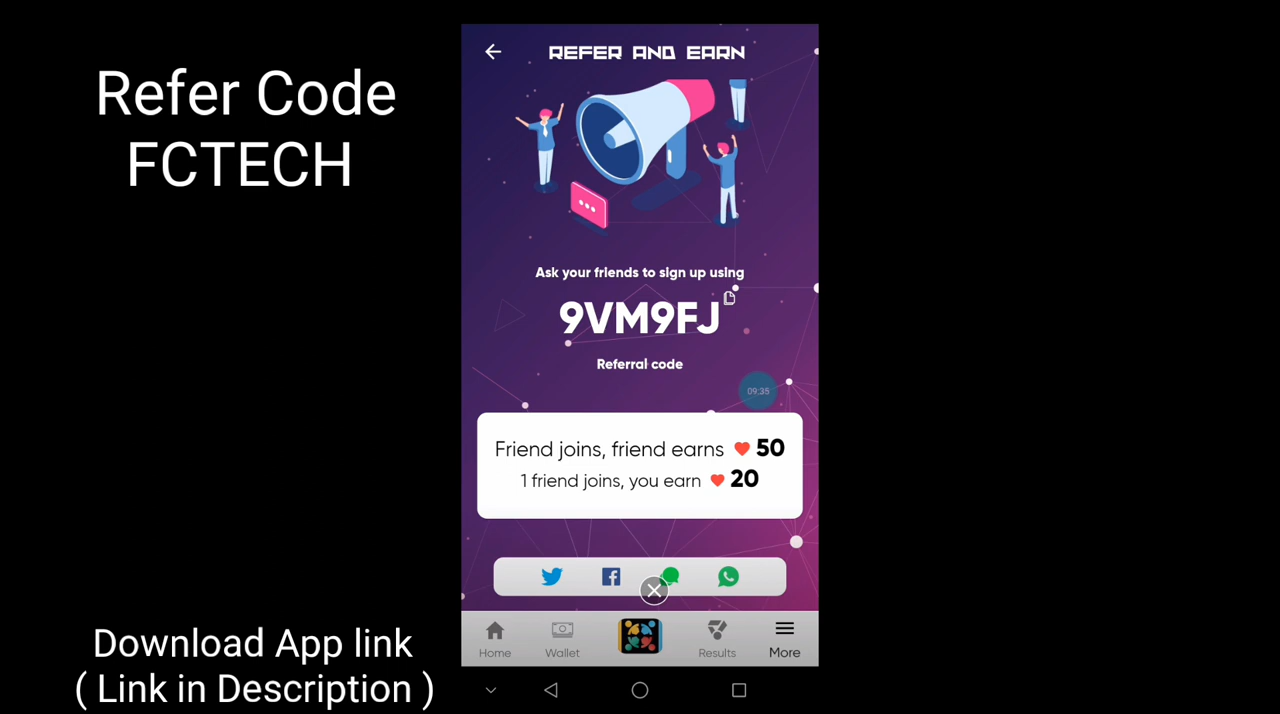 Refer Code
FCTECH
REFER AND EARN
Ask your friends to sign up using
9VM9FJ
Referral code
09:35
Friend joins, friend earns 50
1 friend joins, you earn 20
Home
Wallet
Results
More
Download App link
( Link in Description )